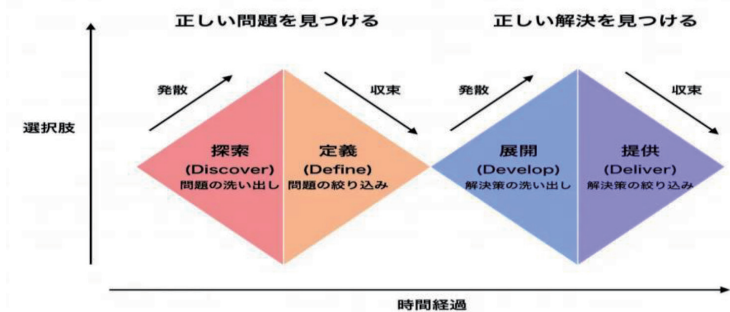 正しい問題を見つける
正しい解決を見つける
発散
収束
発散
収束
選択肢
探索
(Discover)
問題の洗い出し
定義
(Define)
問題の絞り込み
展開
(Develop)
解決策の洗い出し
提供
(Deliver)
解決策の絞り込み
時間経過